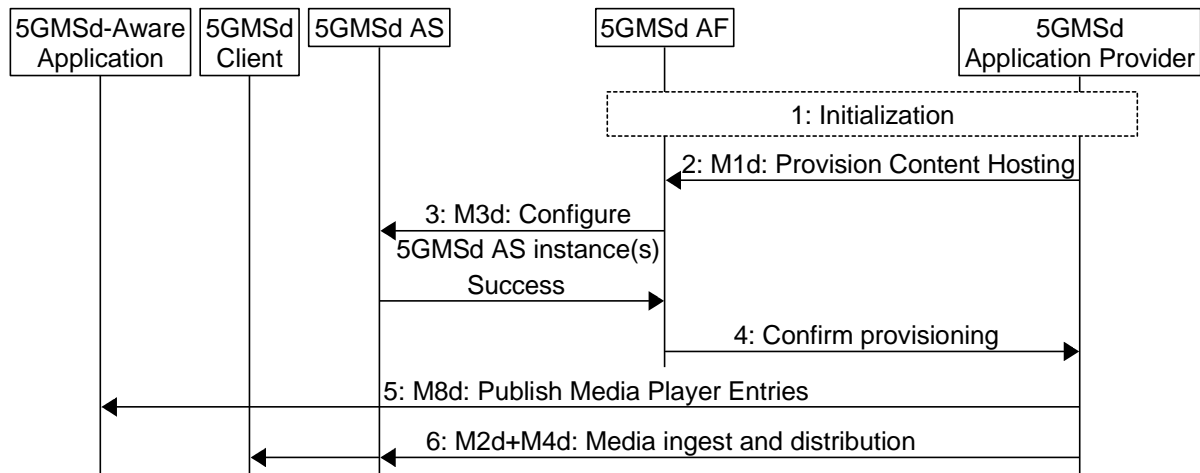 5GMSd-Aware
Application
5GMSd
Client
5GMSd AS
5GMSd AF
5GMSd
Application Provider
1: Initialization
2: M1d: Provision Content Hosting
3: M3d: Configure
5GMSd AS instance(s)
Success
4: Confirm provisioning
5: M8d: Publish Media Player Entries
6: M2d+M4d: Media ingest and distribution